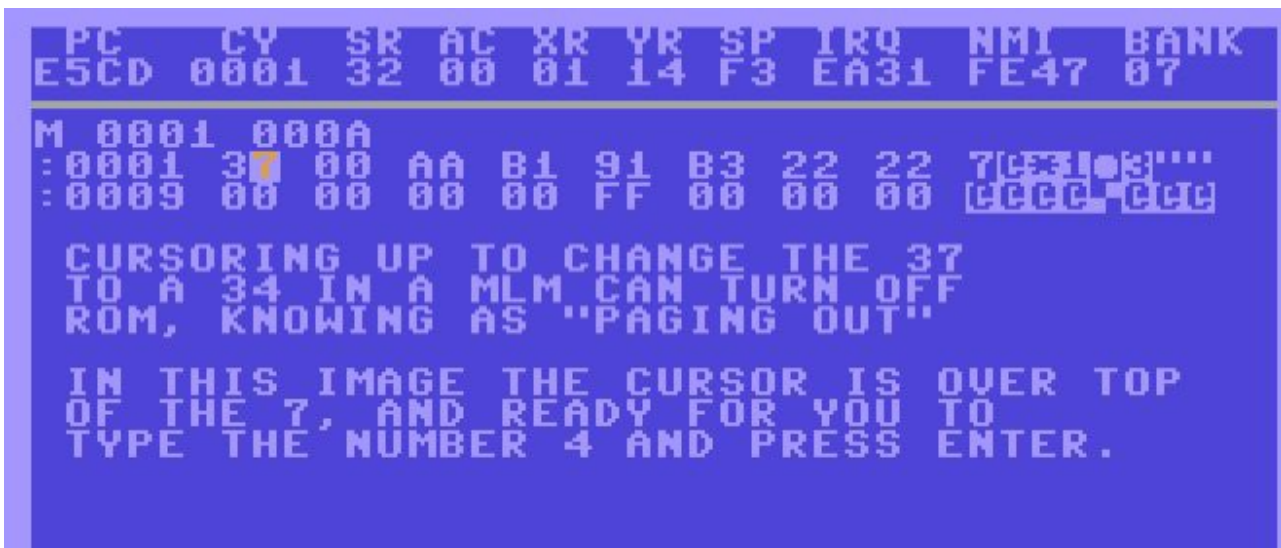 PC CY SR AC XR YR SP IRQ NMI BANK
E5CD 0001 32 00 01 14 F3 EA31 FE47 07
M 0001 000A
:0001 37 00 AA B1 91 B3 22 22 7@*1●3""
:0009 00 00 00 00 FF 00 00 00 @@@@ @@@
CURSORING UP TO CHANGE THE 37
TO A 34 IN A MLM CAN TURN OFF
ROM, KNOWING AS "PAGING OUT"
IN THIS IMAGE THE CURSOR IS OVER TOP
OF THE 7, AND READY FOR YOU TO
TYPE THE NUMBER 4 AND PRESS ENTER.